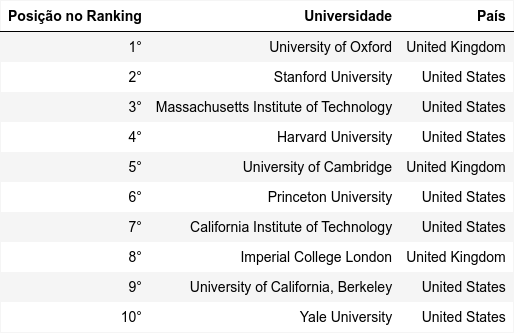 Posição no Ranking Universidade País
1° University of Oxford United Kingdom
2° Stanford University United States
3° Massachusetts Institute of Technology United States
4° Harvard University United States
5° University of Cambridge United Kingdom
6° Princeton University United States
7° California Institute of Technology United States
8° Imperial College London United Kingdom
9° University of California, Berkeley United States
10° Yale University United States